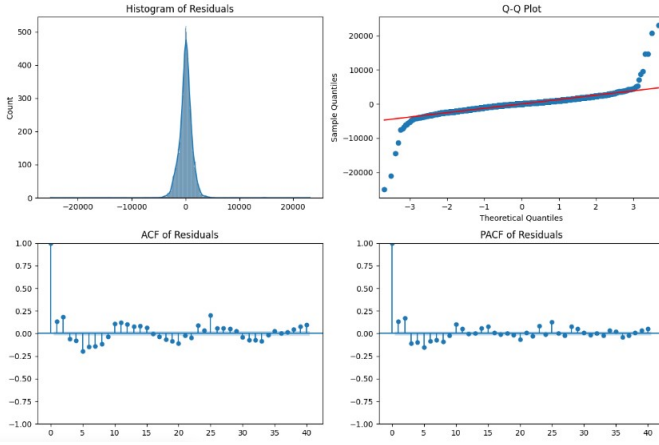 Histogram of Residuals
500
400
300
200
100
0
Count
−20000 −10000 0 10000 20000
Q-Q Plot
20000
10000
0
−10000
−20000
Sample Quantiles
−3 −2 −1 0 1 2 3
Theoretical Quantiles
ACF of Residuals
1.00
0.75
0.50
0.25
0.00
−0.25
−0.50
−0.75
−1.00
0 5 10 15 20 25 30 35 40
PACF of Residuals
1.00
0.75
0.50
0.25
0.00
−0.25
−0.50
−0.75
−1.00
0 5 10 15 20 25 30 35 40